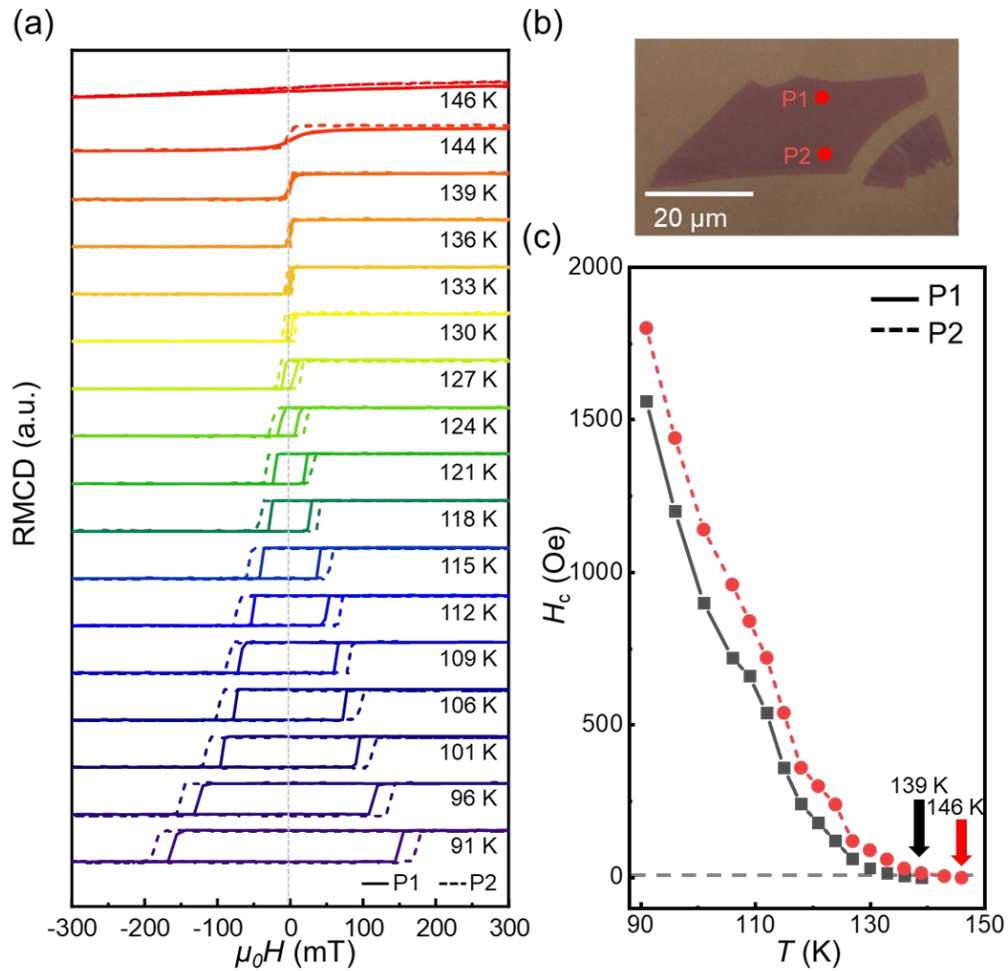 (a)
146 K
144 K
139 K
136 K
133 K
130 K
127 K
124 K
121 K
118 K
115 K
112 K
109 K
106 K
101 K
96 K
91 K
P1 P2
RMCD (a.u.)
-300 -200 -100 0 100 200 300
μ0H (mT)
(b)
P1
P2
20 μm
(c)
2000
1500
1000
500
0
Hc (Oe)
P1
P2
139 K
146 K
90 110 130 150
T (K)